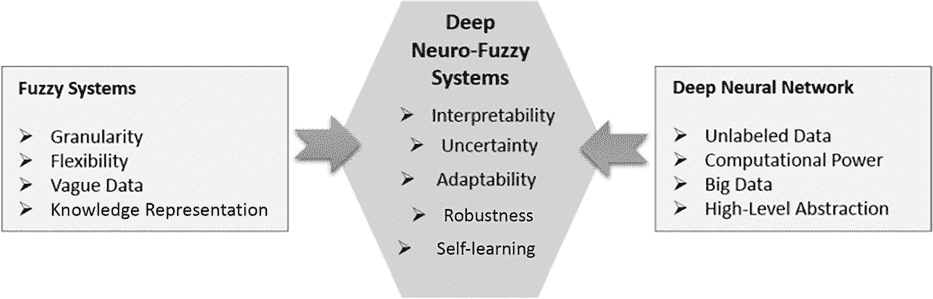 Fuzzy Systems
➤ Granularity
➤ Flexibility
➤ Vague Data
➤ Knowledge Representation
Deep
Neuro-Fuzzy
Systems
➤ Interpretability
➤ Uncertainty
➤ Adaptability
➤ Robustness
➤ Self-learning
Deep Neural Network
➤ Unlabeled Data
➤ Computational Power
➤ Big Data
➤ High-Level Abstraction